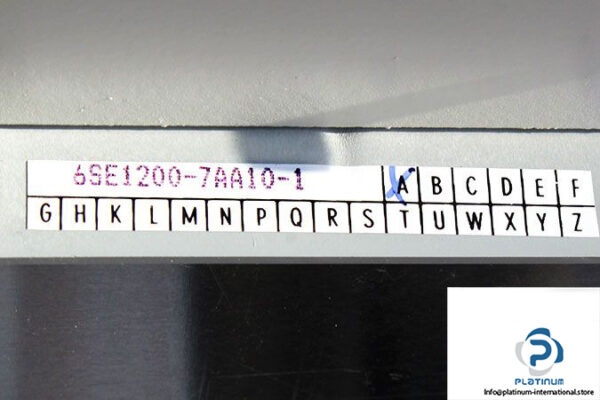 6SE1200-7AA10-1 A B C D E F
G H K L M N P Q R S T U W X Y Z
PLATINUM
Info@platinum-international.store